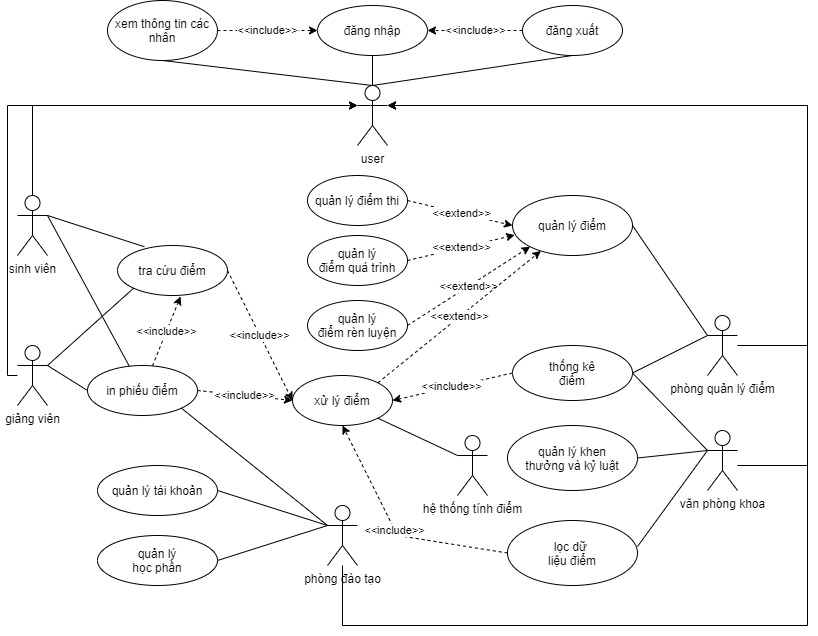 xem thông tin các
nhân
<<include>>
đăng nhập
<<include>>
đăng xuất
user
quản lý điểm thi
<<extend>>
quản lý điểm
sinh viên
tra cứu điểm
quản lý
điểm quá trình
<<extend>>
<<extend>>
quản lý
điểm rèn luyện
<<extend>>
<<include>>
<<include>>
giảng viên
in phiếu điểm
<<include>>
xử lý điểm
<<include>>
thống kê
điểm
phòng quản lý điểm
quản lý khen
thưởng và kỷ luật
văn phòng khoa
hệ thống tính điểm
quản lý tài khoản
<<include>>
quản lý
học phần
phòng đào tạo
lọc dữ
liệu điểm